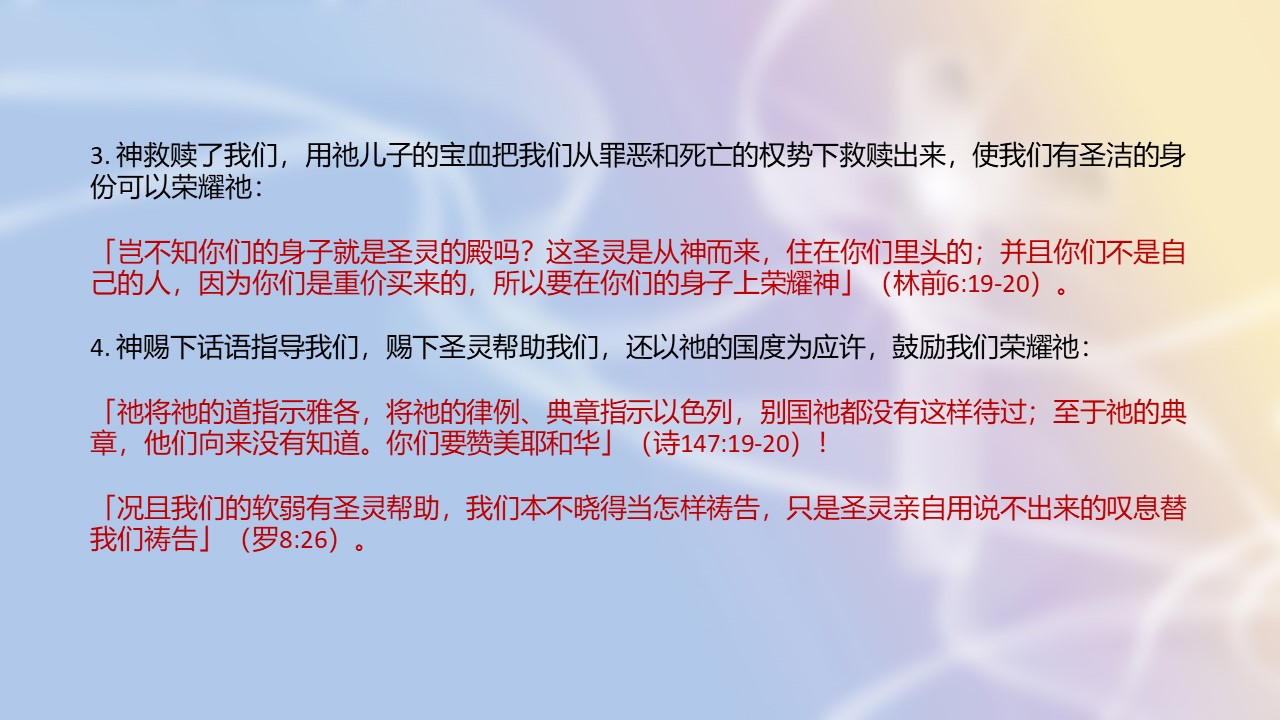 3. 神救赎了我们，用祂儿子的宝血把我们从罪恶和死亡的权势下救赎出来，使我们有圣洁的身
份可以荣耀祂：
「岂不知你们的身子就是圣灵的殿吗？这圣灵是从神而来，住在你们里头的；并且你们不是自
己的人，因为你们是重价买来的，所以要在你们的身子上荣耀神」（林前6:19-20）。
4. 神赐下话语指导我们，赐下圣灵帮助我们，还以祂的国度为应许，鼓励我们荣耀祂：
「祂将祂的道指示雅各，将祂的律例、典章指示以色列，别国祂都没有这样待过；至于祂的典
章，他们向来没有知道。你们要赞美耶和华」（诗147:19-20）！
「况且我们的软弱有圣灵帮助，我们本不晓得当怎样祷告，只是圣灵亲自用说不出来的叹息替
我们祷告」（罗8:26）。